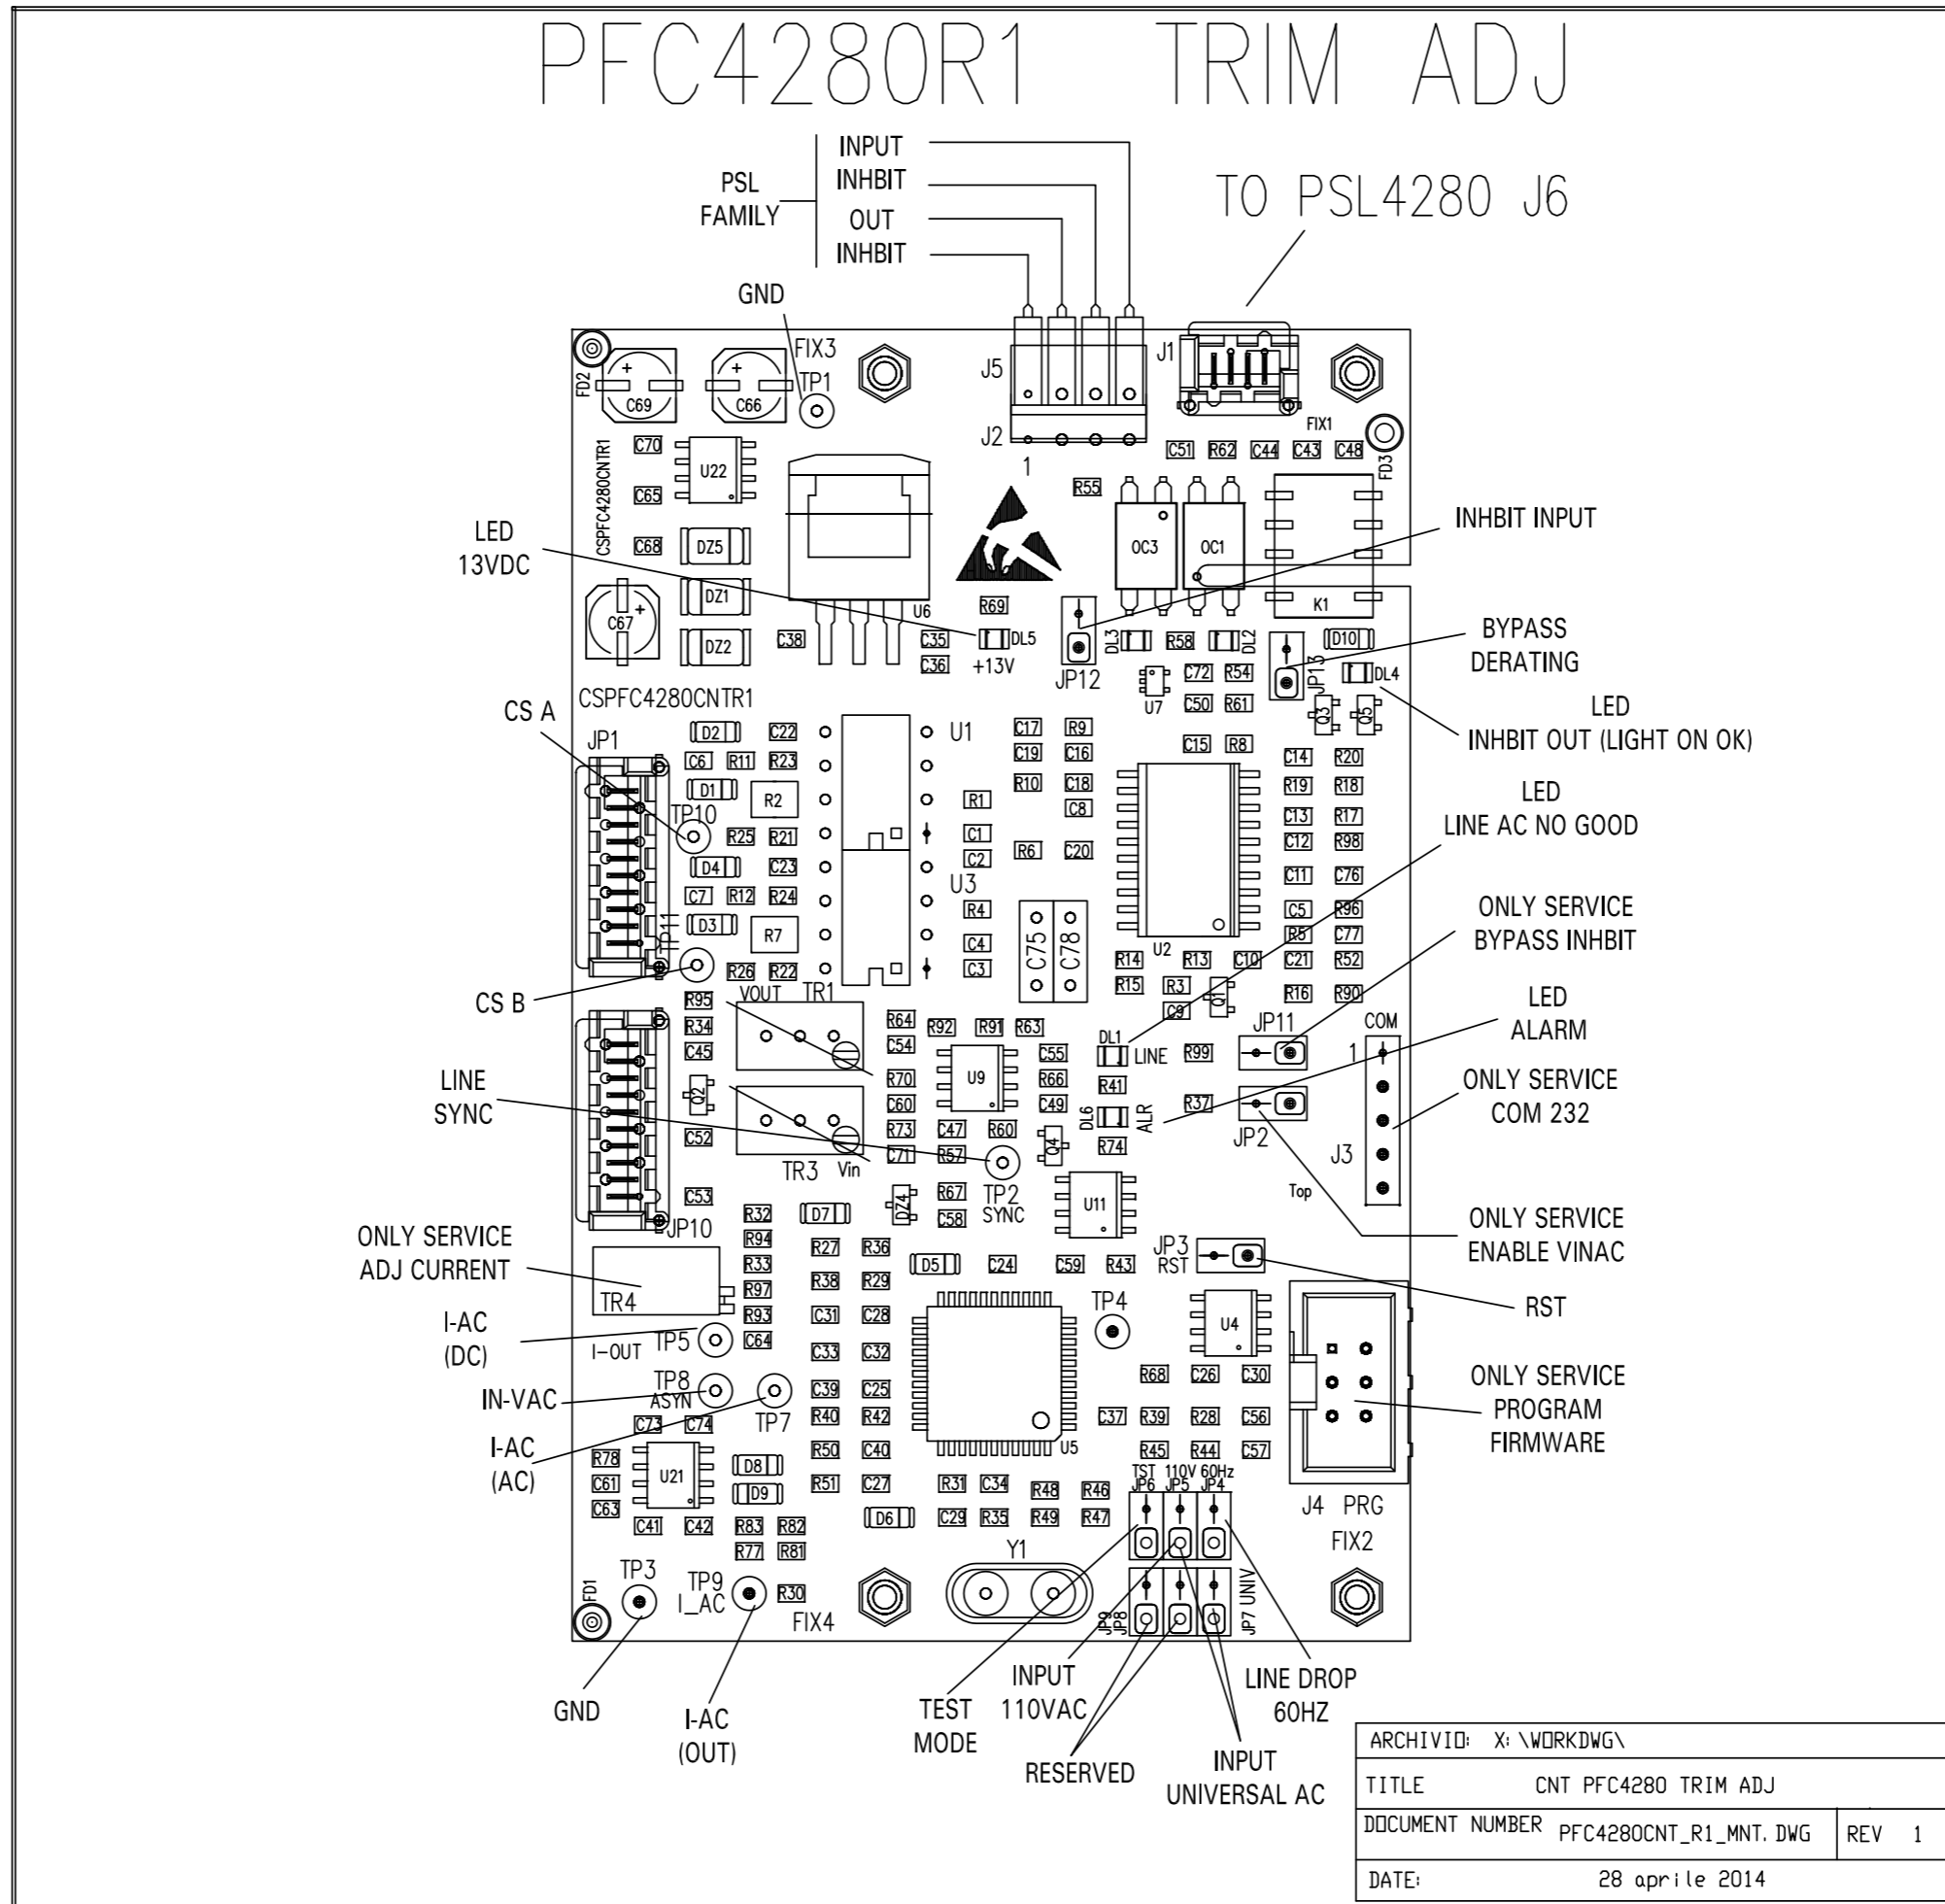 PFC4280R1 TRIM ADJ
INPUT
INHBIT
OUT
INHBIT
PSL
FAMILY
TO PSL4280 J6
GND
FIX3
TP1
FD2
C69
C66
J5
J2
1
J1
FIX1
FD3
C51 R62 C44 C43 C48
C70
U22
C65
C68
CSPFC4280CNTR1
R55
DZ5
DZ1
DZ2
C67
LED
13VDC
U6
C38
C35
C36
R69
DL5
+13V
OC3
OC1
K1
INHBIT INPUT
JP12
DL3
R58
DL2
D10
JP13
DL4
BYPASS
DERATING
U7
C72 R54
C50 R61
Q3
Q5
LED
INHBIT OUT (LIGHT ON OK)
CSPFC4280CNTR1
CS A
JP1
D2 C22
C6 R11 R23
D1
R2
TP10
R25 R21
D4 C23
C7 R12 R24
D3
R7
TP11
R26 R22
U1
U3
R1
C1
C2
R4
C4
C3
C17 R9
C19 C16
R10 C18
C8
R6 C20
C15 R8
C14 R20
R19 R18
C13 R17
C12 R98
C11 C76
C5 R96
R5 C77
C21 R52
R16 R90
C75
C78
U2
R14 R13 C10
R15 R3
C9
Q1
LED
LINE AC NO GOOD
ONLY SERVICE
BYPASS INHBIT
LED
ALARM
CS B
VOUT TR1
R95
R34
C45
Q2
C52
C53
R64
C54
R70
C60
R73
C71
R92 R91 R63
U9
C55
R66
C49
C47 R60
R57
DL1
LINE
R41
DL6
ALR
R74
Q4
R99
R37
JP11
JP2
COM
1
J3
Top
ONLY SERVICE
COM 232
LINE
SYNC
TR3 Vin
TP2
SYNC
DZ4
R67
C58
U11
ONLY SERVICE
ENABLE VINAC
JP10
ONLY SERVICE
ADJ CURRENT
TR4
R32
R94
R33
R97
R93
C64
D7
R27 R36
R38 R29
C31 C28
C33 C32
C39 C25
R40 R42
R50 C40
R51 C27
D5 C24 C59 R43
JP3
RST
TP4
U4
RST
I-AC
(DC)
I-OUT
TP5
IN-VAC
TP8
ASYN
TP7
I-AC
(AC)
C73 C74
R78
C61
C63
U21
D8
D9
C41 C42
R83 R82
R77 R81
U5
R68 C26 C30
C37 R39 R28 C56
R45 R44 C57
ONLY SERVICE
PROGRAM
FIRMWARE
J4 PRG
FIX2
TST 110V 60Hz
JP6 JP5 JP4
R31 C34 R48 R46
D6 C29 R35 R49 R47
Y1
FD1
TP3
TP9
I_AC
R30
FIX4
JP9
JP8
JP7 UNIV
GND
I-AC
(OUT)
TEST
MODE
INPUT
110VAC
RESERVED
LINE DROP
60HZ
INPUT
UNIVERSAL AC
ARCHIVIO: X:\WORKDWG\
TITLE CNT PFC4280 TRIM ADJ
DOCUMENT NUMBER PFC4280CNT_R1_MNT.DWG REV 1
DATE: 28 aprile 2014